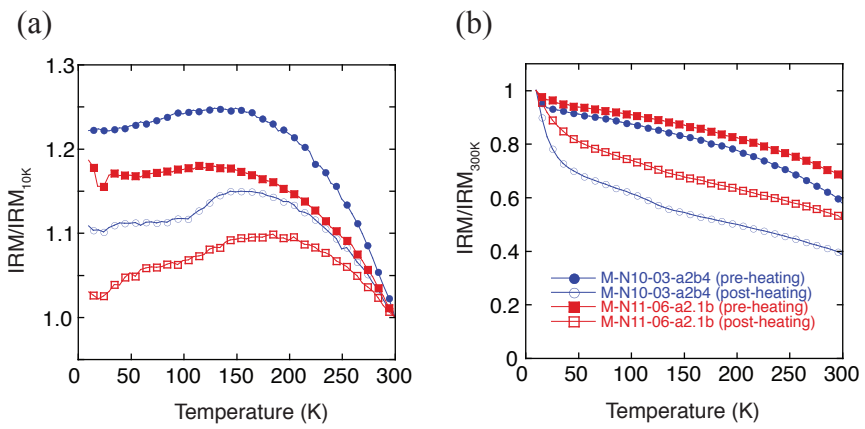 (a)
1.3
1.2
1.1
1.0
IRM/IRM10K
0
50
100
150
200
250
300
Temperature (K)
(b)
1
0.8
0.6
0.4
0.2
0
IRM/IRM300K
M-N10-03-a2b4 (pre-heating)
M-N10-03-a2b4 (post-heating)
M-N11-06-a2.1b (pre-heating)
M-N11-06-a2.1b (post-heating)
0
50
100
150
200
250
300
Temperature (K)